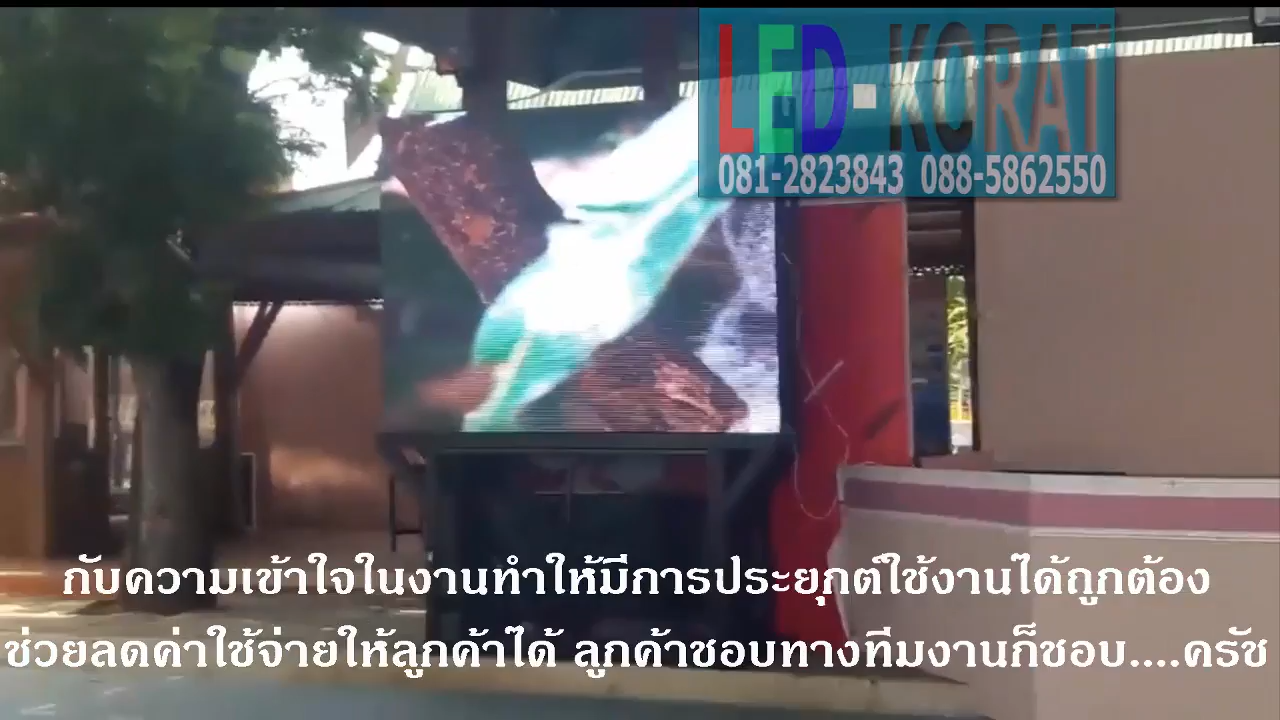 LED-KORAT
081-2823843 088-5862550
กับความเข้าใจในงานทำให้มีการประยุกต์ใช้งานได้ถูกต้อง
ช่วยลดค่าใช้จ่ายให้ลูกค้าได้ ลูกค้าชอบทางทีมงานก็ชอบ....ครัช